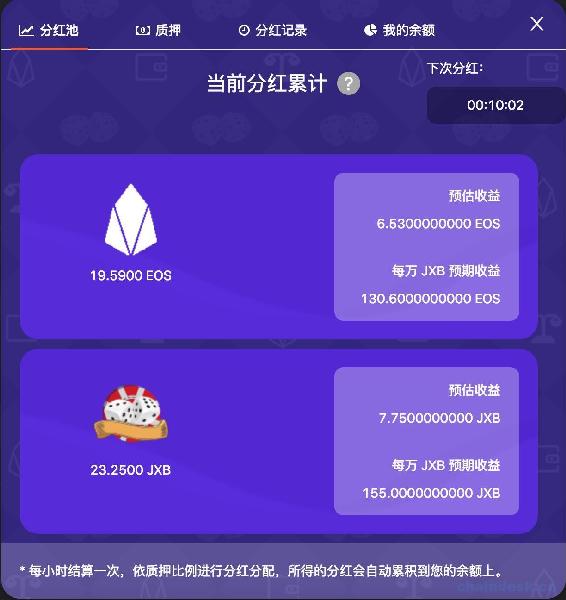 分红池
质押
分红记录
我的余额
下次分红：
当前分红累计 ?
00:10:02
预估收益
6.5300000000 EOS
19.5900 EOS
每万 JXB 预期收益
130.6000000000 EOS
预估收益
7.7500000000 JXB
23.2500 JXB
每万 JXB 预期收益
155.0000000000 JXB
* 每小时结算一次，依质押比例进行分红分配，所得的分红会自动累积到您的余额上。